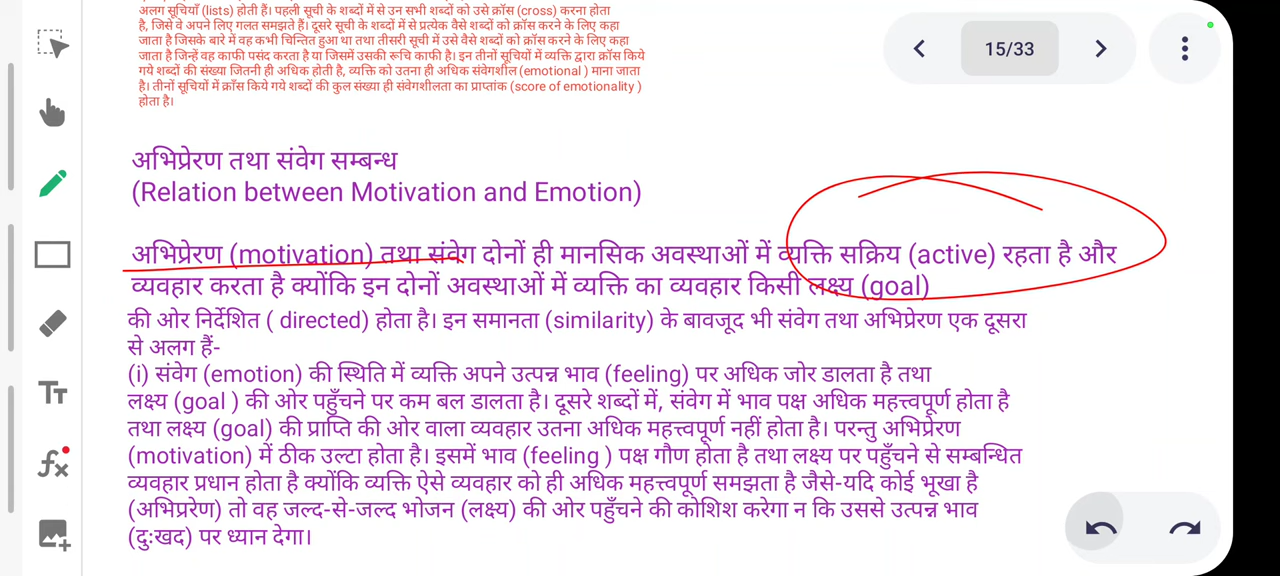 अलग सूचियाँ (lists) होती हैं। पहली सूची के शब्दों में से उन सभी शब्दों को उसे क्रॉस (cross) करना होता
है, जिसे वे अपने लिए गलत समझते हैं। दूसरे सूची के शब्दों में से प्रत्येक वैसे शब्दों को क्रॉस करने के लिए कहा
जाता है जिसके बारे में वह कभी चिन्तित हुआ था तथा तीसरी सूची में उसे वैसे शब्दों को क्रॉस करने के लिए कहा
जाता है जिन्हें वह काफी पसंद करता है या जिसमें उसकी रूचि काफी है। इन तीनों सूचियों में व्यक्ति द्वारा क्रॉस किये
गये शब्दों की संख्या जितनी ही अधिक होती है, व्यक्ति को उतना ही अधिक संवेगशील (emotional ) माना जाता
है। तीनों सूचियों में क्रॉस किये गये शब्दों की कुल संख्या ही संवेगशीलता का प्राप्तांक (score of emotionality )
होता है।
15/33
अभिप्रेरण तथा संवेग सम्बन्ध
(Relation between Motivation and Emotion)
अभिप्रेरण (motivation) तथा संवेग दोनों ही मानसिक अवस्थाओं में व्यक्ति सक्रिय (active) रहता है और
व्यवहार करता है क्योंकि इन दोनों अवस्थाओं में व्यक्ति का व्यवहार किसी लक्ष्य (goal)
की ओर निर्देशित ( directed) होता है। इन समानता (similarity) के बावजूद भी संवेग तथा अभिप्रेरण एक दूसरा
से अलग हैं-
(i) संवेग (emotion) की स्थिति में व्यक्ति अपने उत्पन्न भाव (feeling) पर अधिक जोर डालता है तथा
लक्ष्य (goal ) की ओर पहुँचने पर कम बल डालता है। दूसरे शब्दों में, संवेग में भाव पक्ष अधिक महत्त्वपूर्ण होता है
तथा लक्ष्य (goal) की प्राप्ति की ओर वाला व्यवहार उतना अधिक महत्त्वपूर्ण नहीं होता है। परन्तु अभिप्रेरण
(motivation) में ठीक उल्टा होता है। इसमें भाव (feeling ) पक्ष गौण होता है तथा लक्ष्य पर पहुँचने से सम्बन्धित
व्यवहार प्रधान होता है क्योंकि व्यक्ति ऐसे व्यवहार को ही अधिक महत्त्वपूर्ण समझता है जैसे-यदि कोई भूखा है
(अभिप्ररेण) तो वह जल्द-से-जल्द भोजन (लक्ष्य) की ओर पहुँचने की कोशिश करेगा न कि उससे उत्पन्न भाव
(दुःखद) पर ध्यान देगा।
Tт
fx